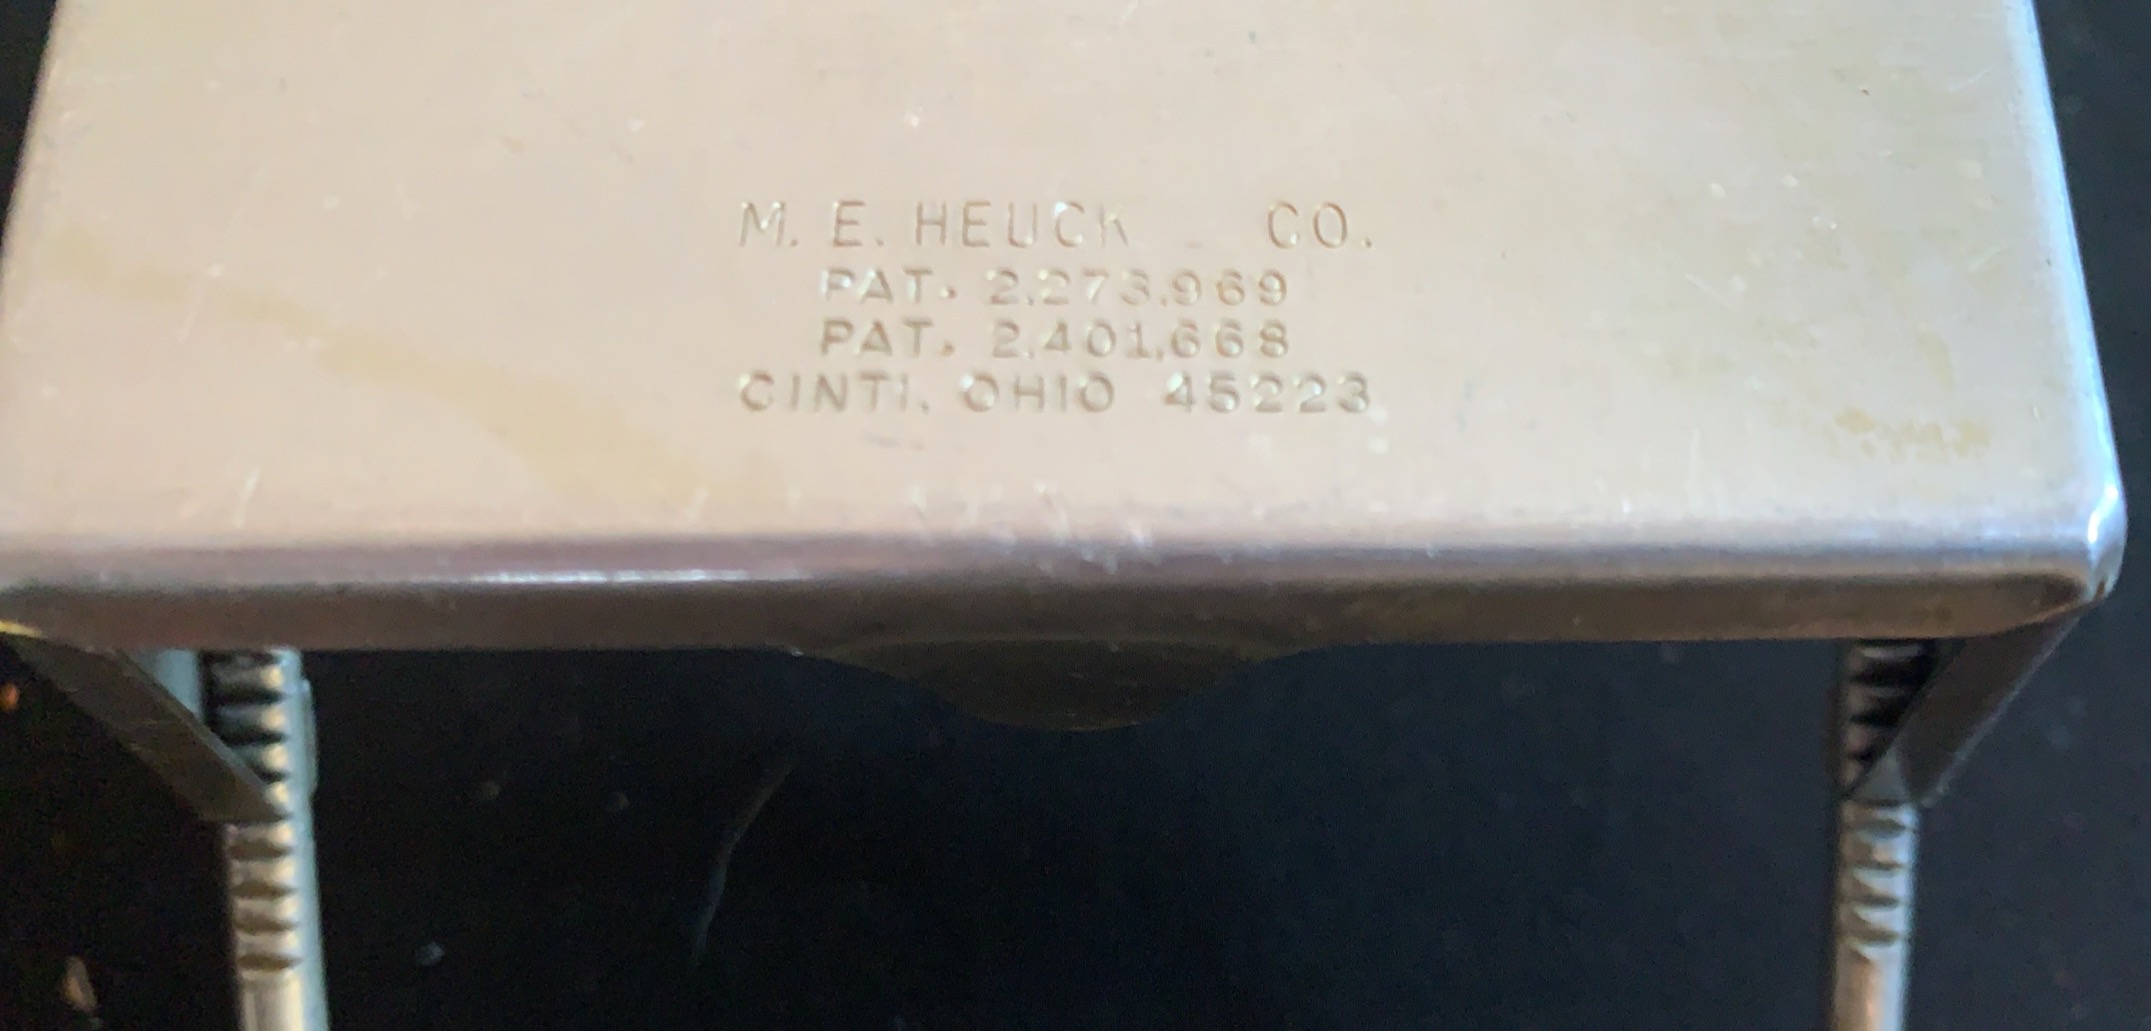 M. E. HEUCK CO.
PAT. 2,273,969
PAT. 2,401,668
CINTI. OHIO 45223